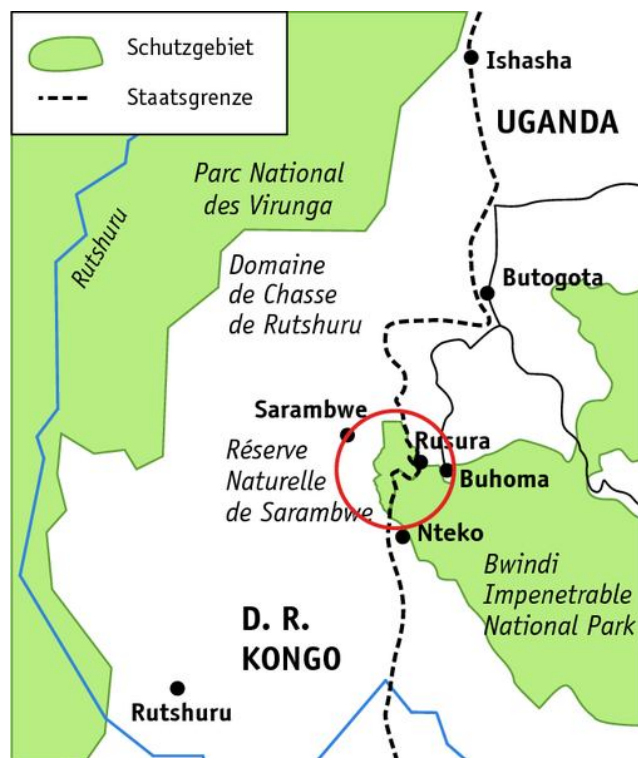 Schutzgebiet
Staatsgrenze
Ishasha
UGANDA
Parc National
des Virunga
Rutshuru
Domaine
de Chasse
de Rutshuru
Butogota
Sarambwe
Rusura
Réserve
Naturelle
de Sarambwe
Buhoma
Nteko
Bwindi
Impenetrable
National Park
D. R.
KONGO
Rutshuru